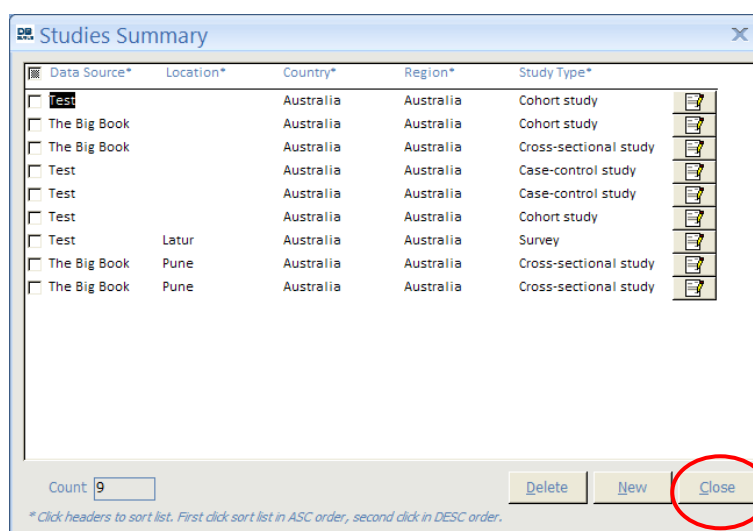 Studies Summary
Data Source* Location* Country* Region* Study Type*
Test Australia Australia Cohort study
The Big Book Australia Australia Cohort study
The Big Book Australia Australia Cross-sectional study
Test Australia Australia Case-control study
Test Australia Australia Case-control study
Test Australia Australia Cohort study
Test Latur Australia Australia Survey
The Big Book Pune Australia Australia Cross-sectional study
The Big Book Pune Australia Australia Cross-sectional study
Count 9 Delete New Close
* Click headers to sort list. First click sort list in ASC order, second click in DESC order.